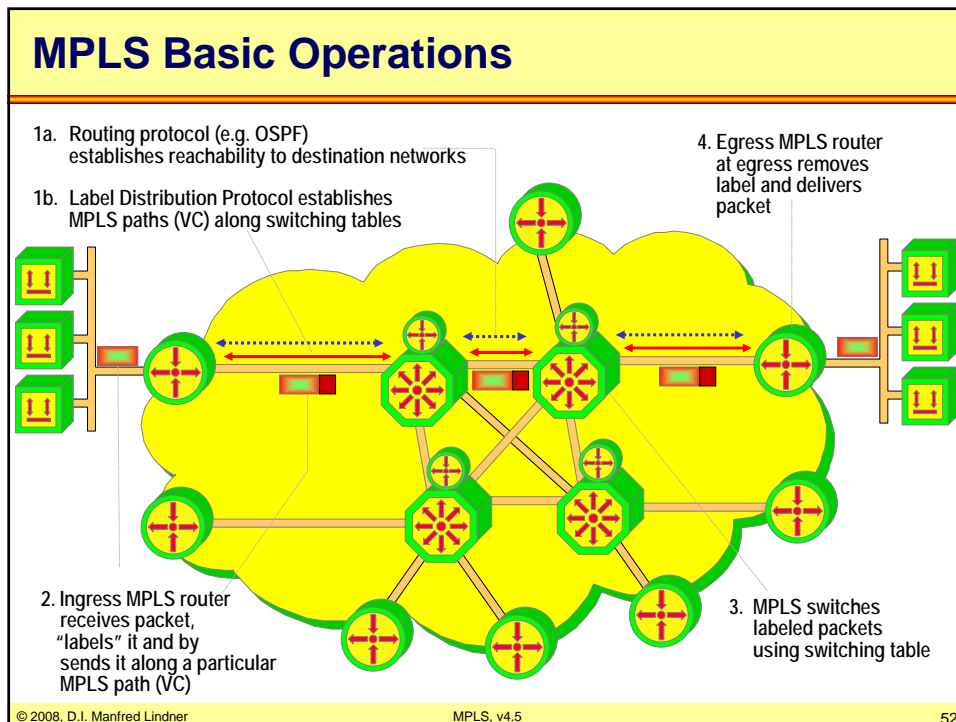 MPLS Basic Operations
1a. Routing protocol (e.g. OSPF)
establishes reachability to destination networks
1b. Label Distribution Protocol establishes
MPLS paths (VC) along switching tables
4. Egress MPLS router
at egress removes
label and delivers
packet
2. Ingress MPLS router
receives packet,
“labels” it and by
sends it along a particular
MPLS path (VC)
3. MPLS switches
labeled packets
using switching table
© 2008, D.I. Manfred Lindner
MPLS, v4.5
52